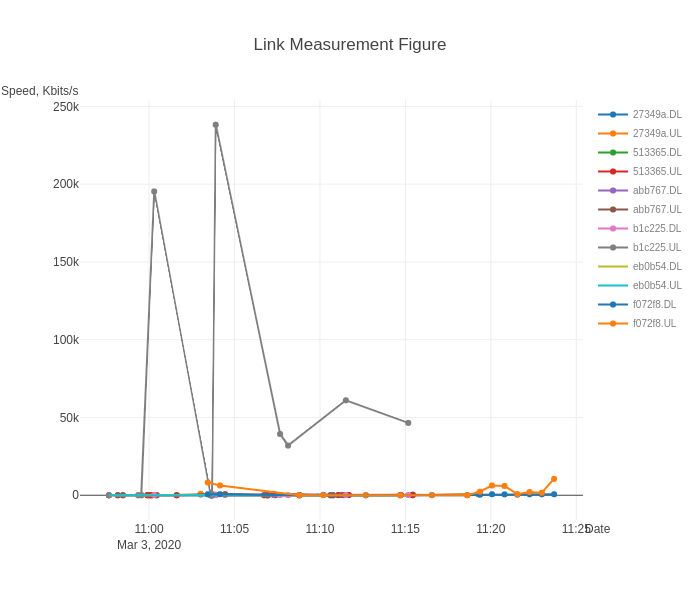 Link Measurement Figure
Speed, Kbits/s
250k
200k
150k
100k
50k
0
11:00
11:05
11:10
11:15
11:20
11:25
Date
Mar 3, 2020
27349a.DL
27349a.UL
513365.DL
513365.UL
abb767.DL
abb767.UL
b1c225.DL
b1c225.UL
eb0b54.DL
eb0b54.UL
f072f8.DL
f072f8.UL